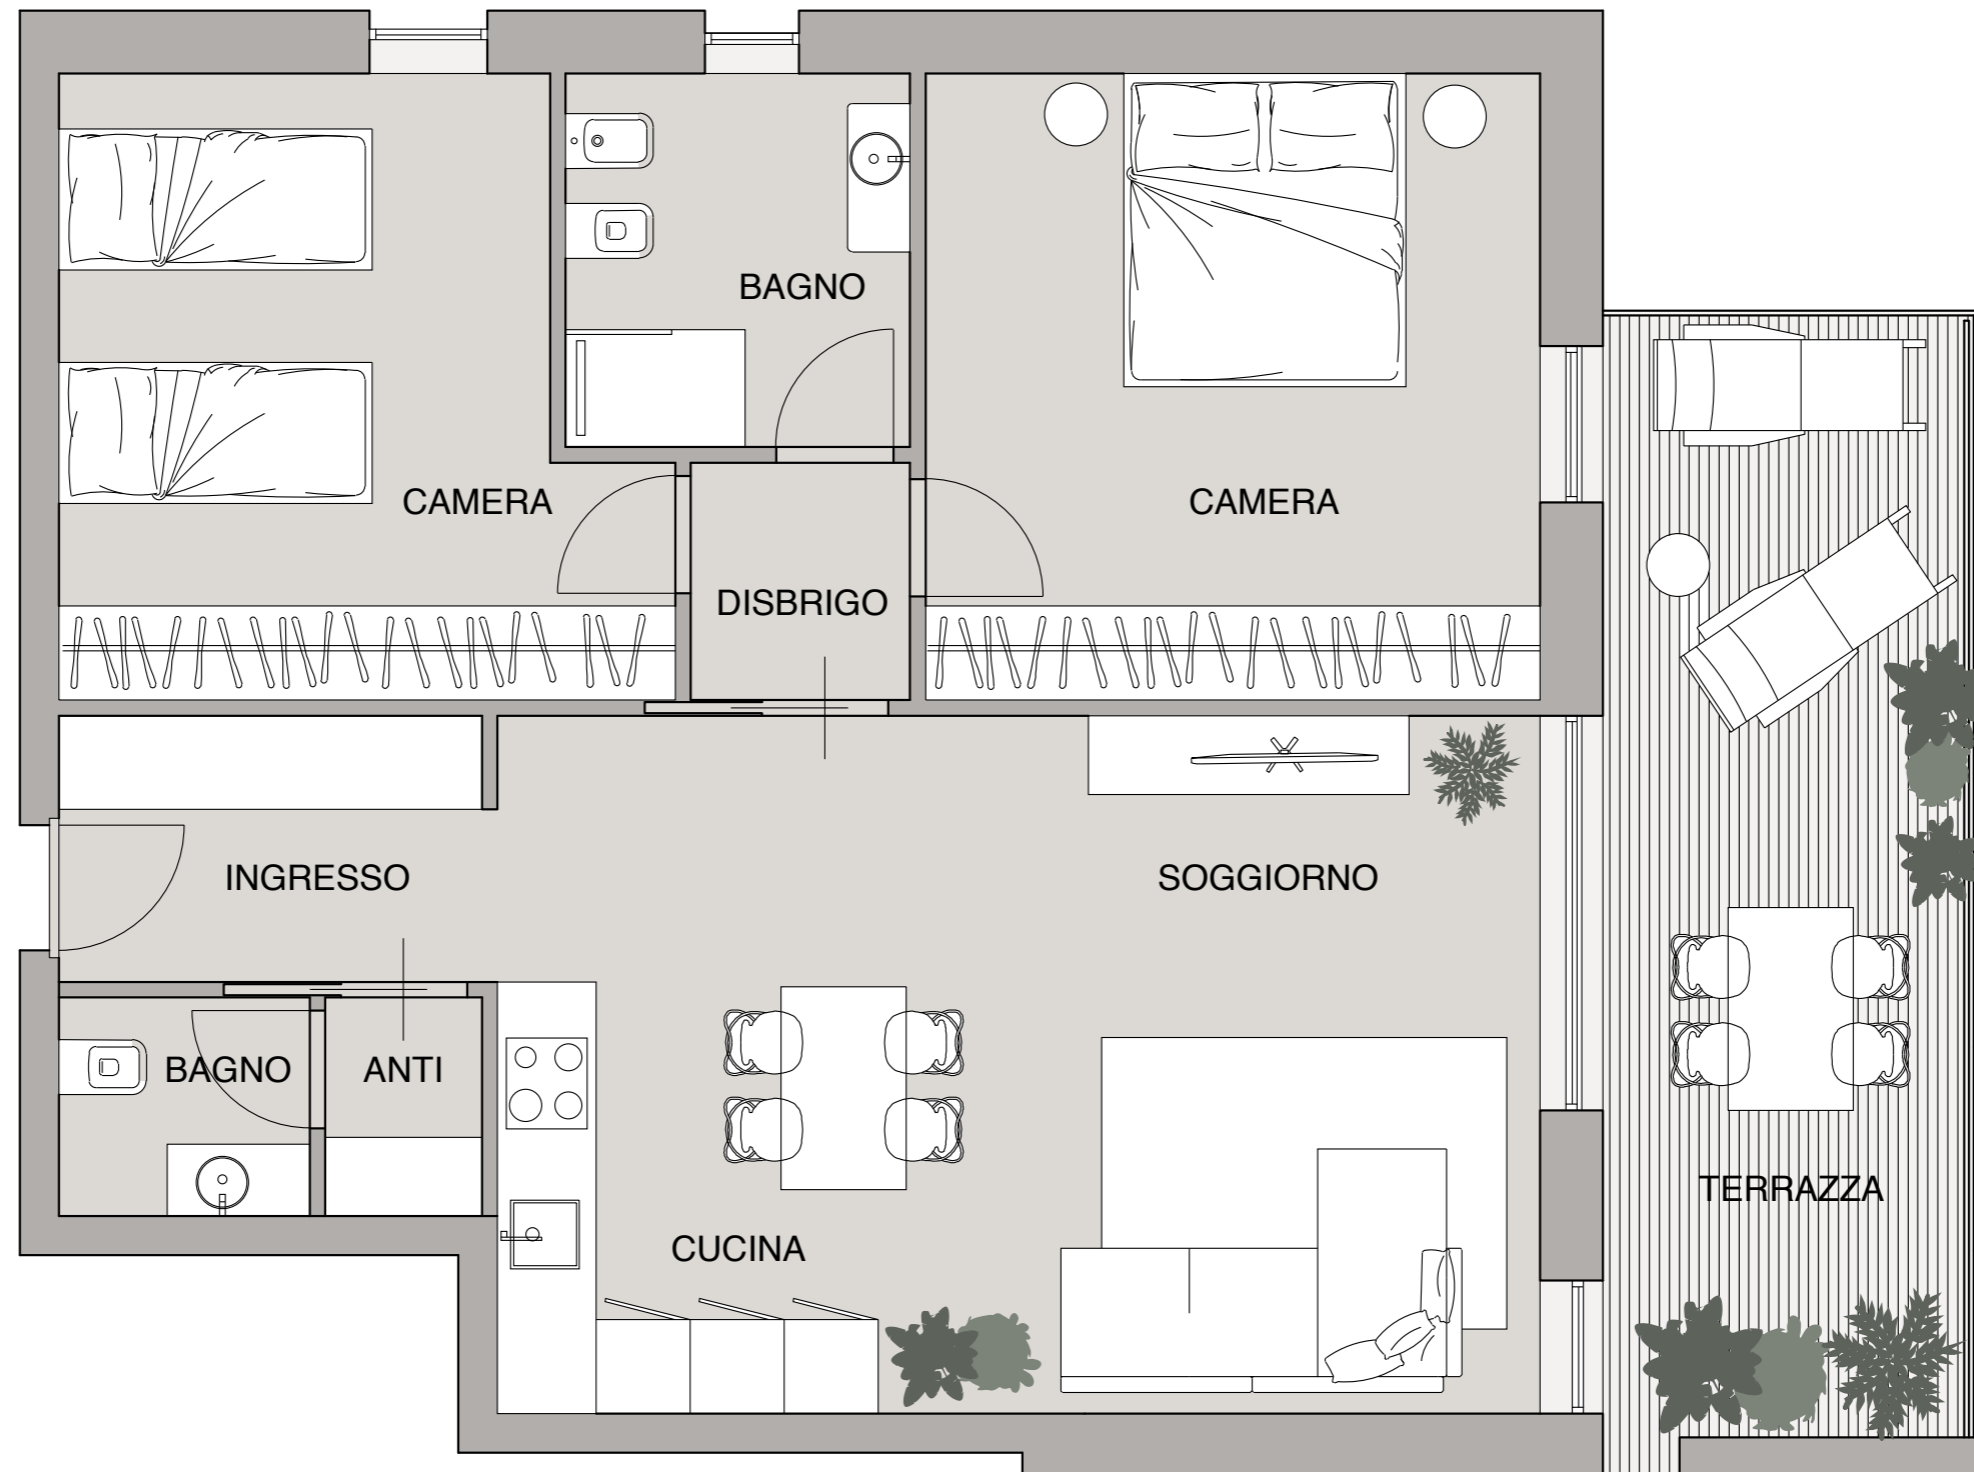 BAGNO
CAMERA
CAMERA
DISBRIGO
INGRESSO
SOGGIORNO
BAGNO
ANTI
TERRAZZA
CUCINA